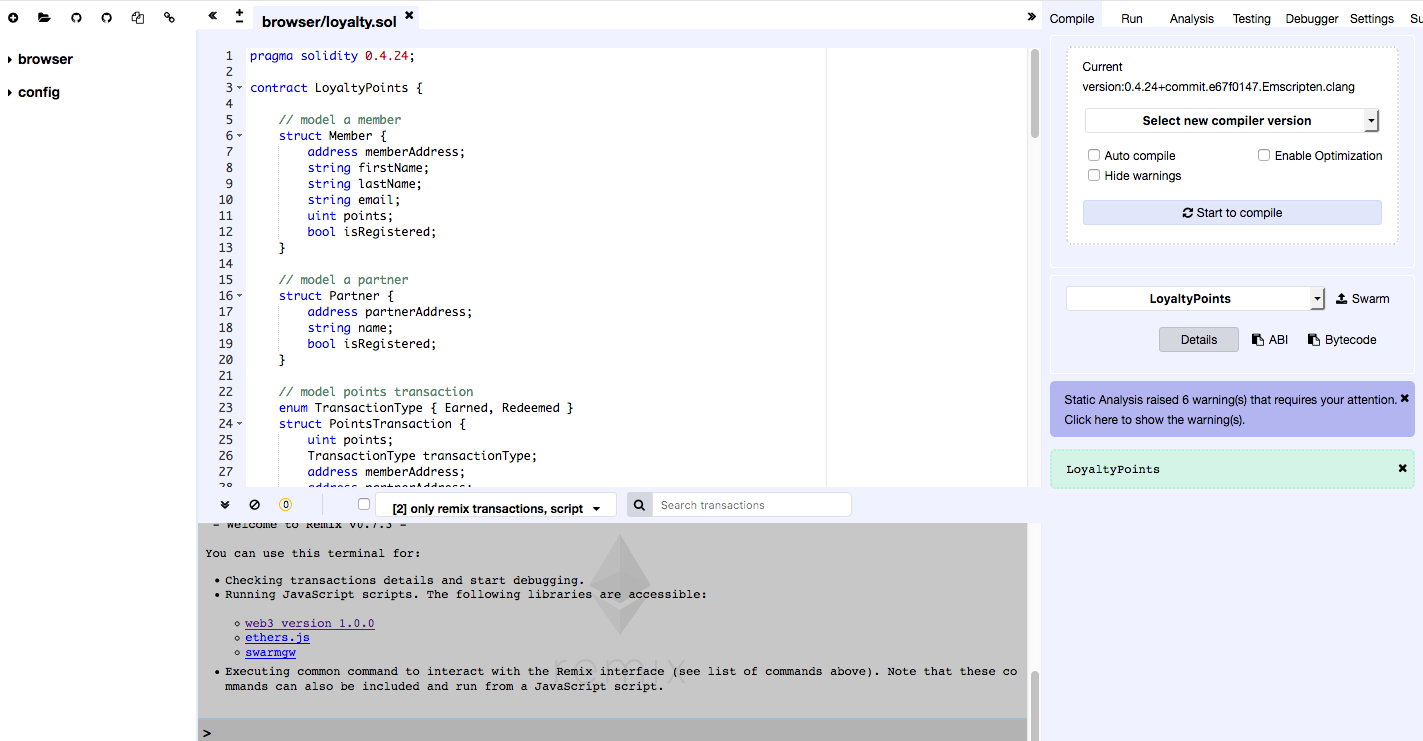 browser
config
browser/loyalty.sol
1 pragma solidity 0.4.24;
2
3 contract LoyaltyPoints {
4
5 // model a member
6 struct Member {
7 address memberAddress;
8 string firstName;
9 string lastName;
10 string email;
11 uint points;
12 bool isRegistered;
13 }
14
15 // model a partner
16 struct Partner {
17 address partnerAddress;
18 string name;
19 bool isRegistered;
20 }
21
22 // model points transaction
23 enum TransactionType { Earned, Redeemed }
24 struct PointsTransaction {
25 uint points;
26 TransactionType transactionType;
27 address memberAddress;
28 address partnerAddress;
0
[2] only remix transactions, script
Search transactions
- Welcome to Remix v0.7.3 -
You can use this terminal for:
• Checking transactions details and start debugging.
• Running JavaScript scripts. The following libraries are accessible:
web3 version 1.0.0
ethers.js
swarmgw
• Executing common command to interact with the Remix interface (see list of commands above). Note that these co
mmands can also be included and run from a JavaScript script.
remix
>
Compile Run Analysis Testing Debugger Settings Su
Current
version:0.4.24+commit.e67f0147.Emscripten.clang
Select new compiler version
Auto compile Enable Optimization
Hide warnings
Start to compile
LoyaltyPoints Swarm
Details ABI Bytecode
Static Analysis raised 6 warning(s) that requires your attention.
Click here to show the warning(s).
LoyaltyPoints